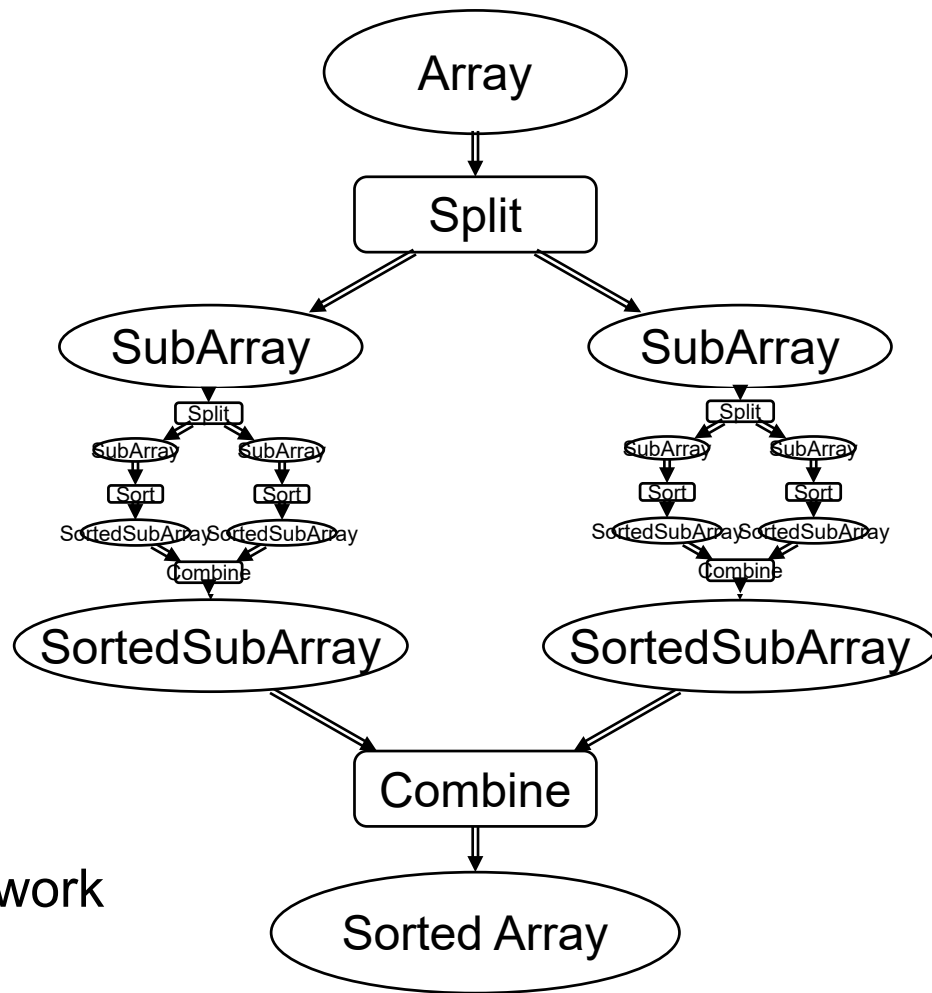 Array
Split
SubArray SubArray
Split Split
SubArray SubArray SubArray SubArray
Sort Sort Sort Sort
SortedSubArray SortedSubArray SortedSubArray SortedSubArray
Combine Combine
SortedSubArray SortedSubArray
Combine
work
Sorted Array